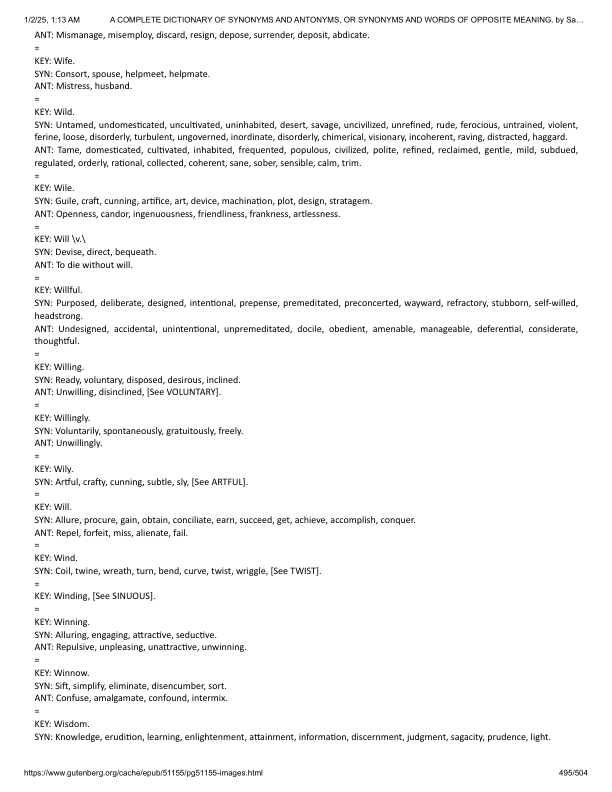 1/2/25, 1:13 AM A COMPLETE DICTIONARY OF SYNONYMS AND ANTONYMS, OR SYNONYMS AND WORDS OF OPPOSITE MEANING. by Sa…
ANT: Mismanage, misemploy, discard, resign, depose, surrender, deposit, abdicate.
=
KEY: Wife.
SYN: Consort, spouse, helpmeet, helpmate.
ANT: Mistress, husband.
=
KEY: Wild.
SYN: Untamed, undomesticated, uncultivated, uninhabited, desert, savage, uncivilized, unrefined, rude, ferocious, untrained, violent,
ferine, loose, disorderly, turbulent, ungoverned, inordinate, disorderly, chimerical, visionary, incoherent, raving, distracted, haggard.
ANT: Tame, domesticated, cultivated, inhabited, frequented, populous, civilized, polite, refined, reclaimed, gentle, mild, subdued,
regulated, orderly, rational, collected, coherent, sane, sober, sensible, calm, trim.
=
KEY: Wile.
SYN: Guile, craft, cunning, artifice, art, device, machination, plot, design, stratagem.
ANT: Openness, candor, ingenuousness, friendliness, frankness, artlessness.
=
KEY: Will \v.\
SYN: Devise, direct, bequeath.
ANT: To die without will.
=
KEY: Willful.
SYN: Purposed, deliberate, designed, intentional, prepense, premeditated, preconcerted, wayward, refractory, stubborn, self-willed,
headstrong.
ANT: Undesigned, accidental, unintentional, unpremeditated, docile, obedient, amenable, manageable, deferential, considerate,
thoughtful.
=
KEY: Willing.
SYN: Ready, voluntary, disposed, desirous, inclined.
ANT: Unwilling, disinclined, [See VOLUNTARY].
=
KEY: Willingly.
SYN: Voluntarily, spontaneously, gratuitously, freely.
ANT: Unwillingly.
=
KEY: Wily.
SYN: Artful, crafty, cunning, subtle, sly, [See ARTFUL].
=
KEY: Will.
SYN: Allure, procure, gain, obtain, conciliate, earn, succeed, get, achieve, accomplish, conquer.
ANT: Repel, forfeit, miss, alienate, fail.
=
KEY: Wind.
SYN: Coil, twine, wreath, turn, bend, curve, twist, wriggle, [See TWIST].
=
KEY: Winding, [See SINUOUS].
=
KEY: Winning.
SYN: Alluring, engaging, attractive, seductive.
ANT: Repulsive, unpleasing, unattractive, unwinning.
=
KEY: Winnow.
SYN: Sift, simplify, eliminate, disencumber, sort.
ANT: Confuse, amalgamate, confound, intermix.
=
KEY: Wisdom.
SYN: Knowledge, erudition, learning, enlightenment, attainment, information, discernment, judgment, sagacity, prudence, light.
https://www.gutenberg.org/cache/epub/51155/pg51155-images.html 495/504